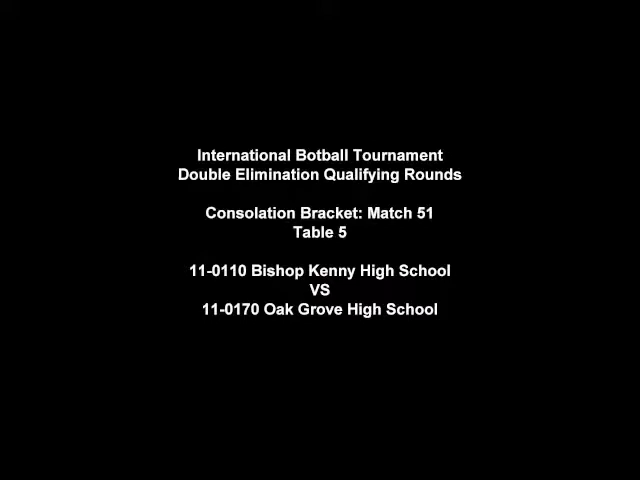 International Botball Tournament
Double Elimination Qualifying Rounds
Consolation Bracket: Match 51
Table 5
11-0110 Bishop Kenny High School
VS
11-0170 Oak Grove High School